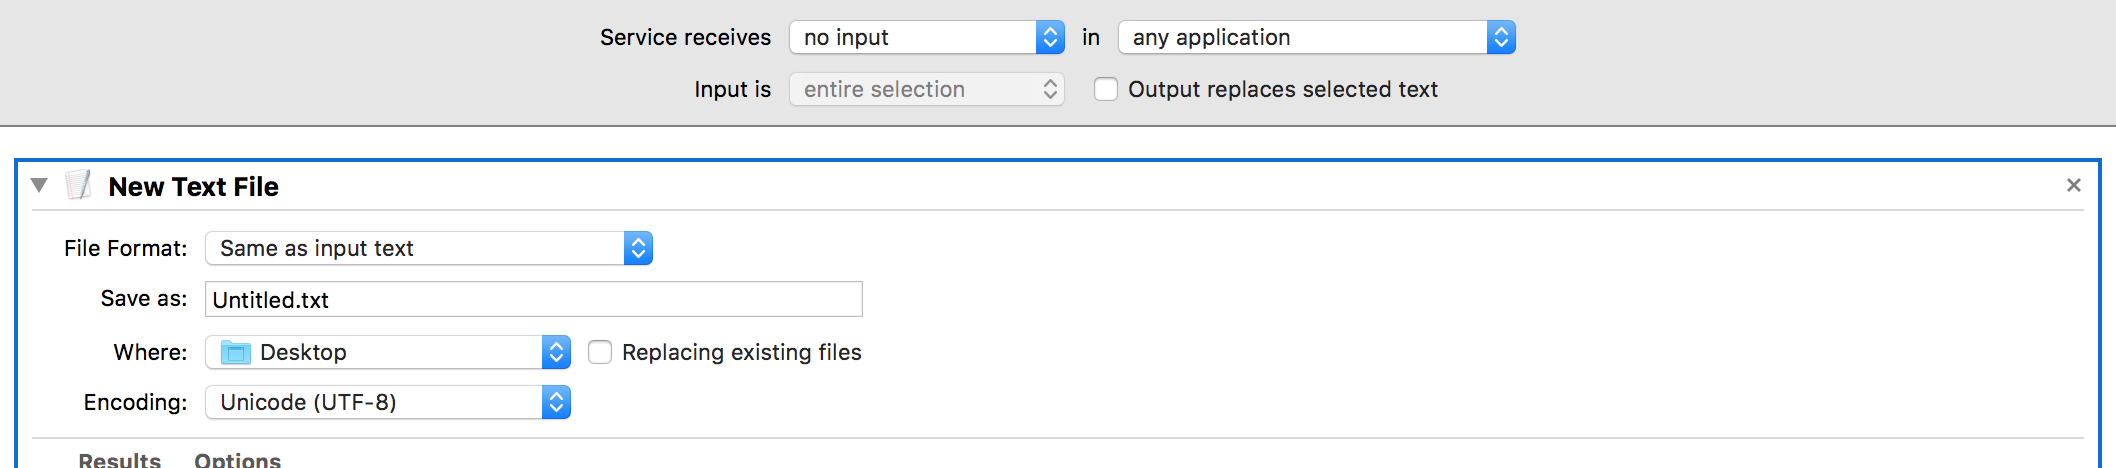 Service receives no input in any application
Input is entire selection Output replaces selected text
New Text File
File Format: Same as input text
Save as: Untitled.txt
Where: Desktop Replacing existing files
Encoding: Unicode (UTF-8)
Results Options